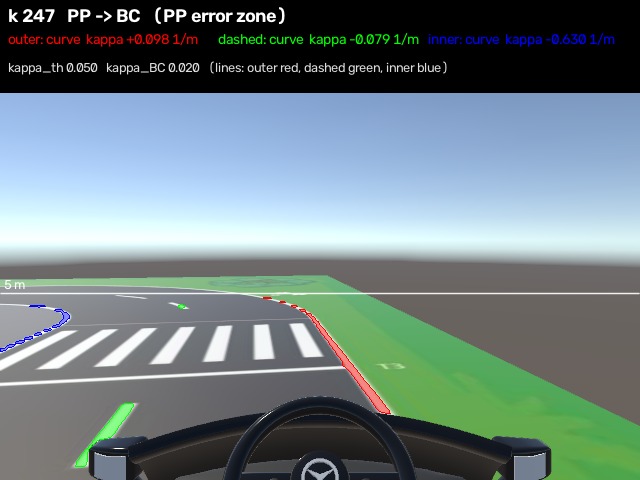 k 247 PP -> BC (PP error zone)
outer: curve kappa +0.098 1/m dashed: curve kappa -0.079 1/m inner: curve kappa -0.630 1/m
kappa_th 0.050 kappa_BC 0.020 (lines: outer red, dashed green, inner blue)
5 m
T3